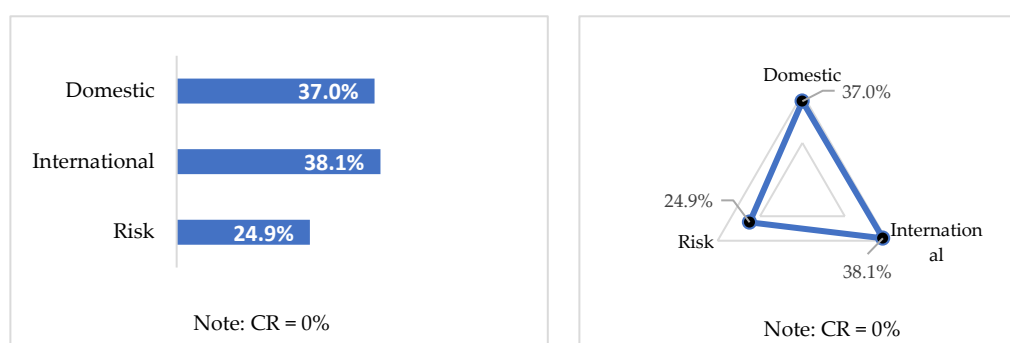 Domestic
37.0%
International
38.1%
Risk
24.9%
Note: CR = 0%
Domestic
37.0%
24.9%
Risk
Internation
al
38.1%
Note: CR = 0%